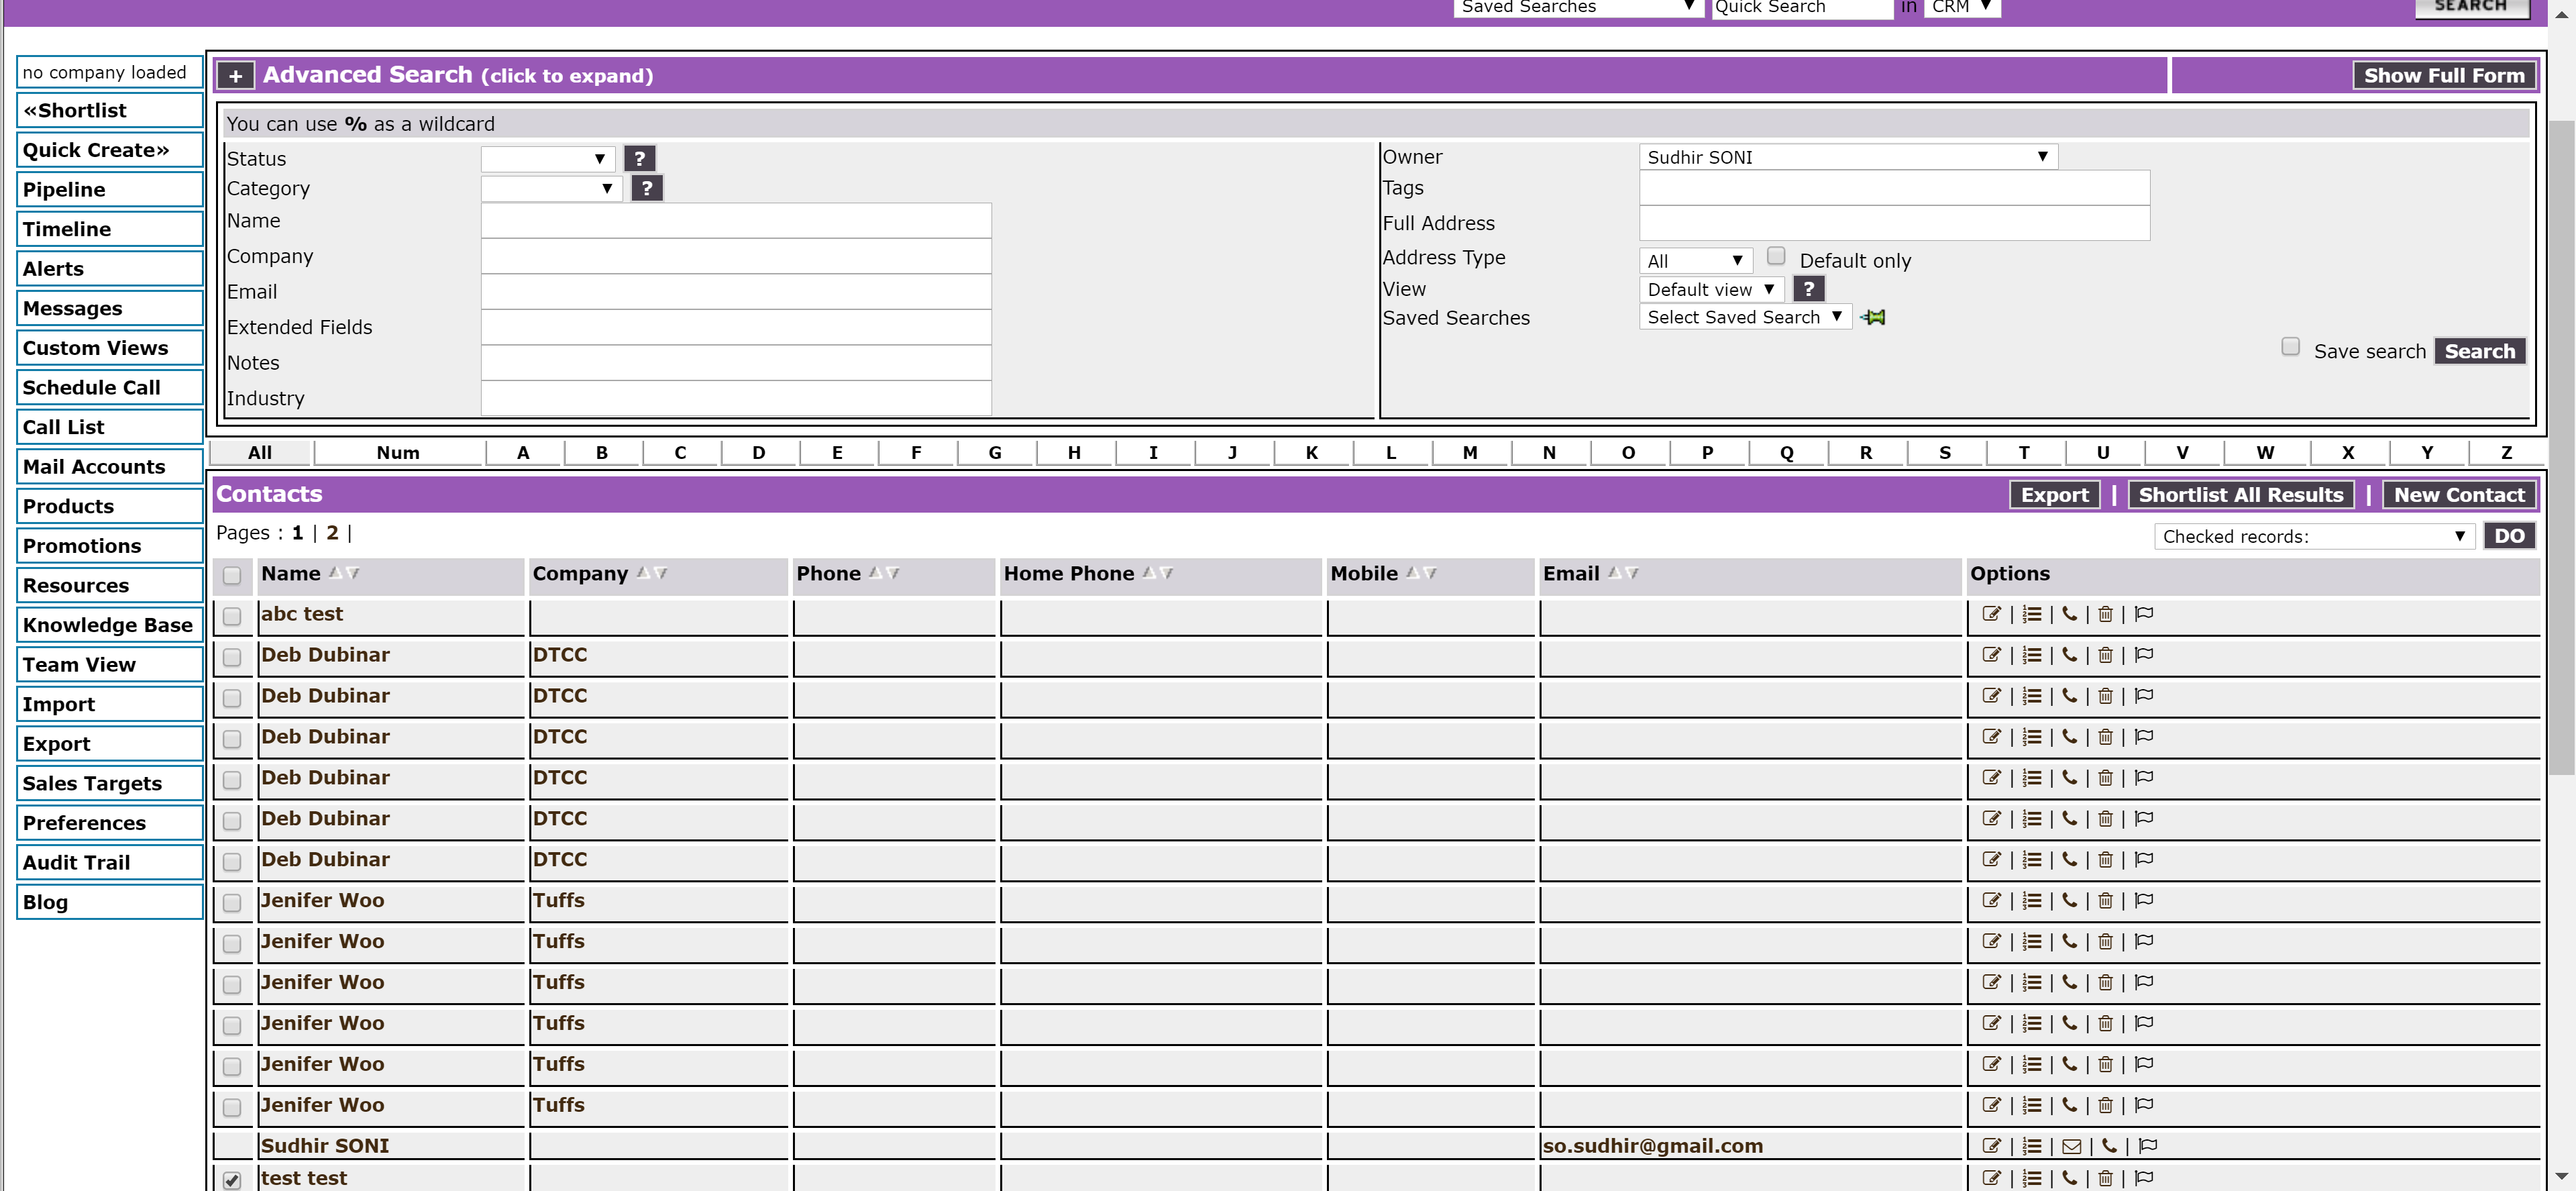 Saved Searches Quick Search in CRM SEARCH
no company loaded
«Shortlist
Quick Create»
Pipeline
Timeline
Alerts
Messages
Custom Views
Schedule Call
Call List
Mail Accounts
Products
Promotions
Resources
Knowledge Base
Team View
Import
Export
Sales Targets
Preferences
Audit Trail
Blog
+ Advanced Search (click to expand) Show Full Form
You can use % as a wildcard
Status ?
Category ?
Name
Company
Email
Extended Fields
Notes
Industry
Owner Sudhir SONI
Tags
Full Address
Address Type All Default only
View Default view ?
Saved Searches Select Saved Search
Save search Search
All Num A B C D E F G H I J K L M N O P Q R S T U V W X Y Z
Contacts Export | Shortlist All Results | New Contact
Pages : 1 | 2 | Checked records: DO
Name Company Phone Home Phone Mobile Email Options
abc test | | | |
Deb Dubinar DTCC | | | |
Deb Dubinar DTCC | | | |
Deb Dubinar DTCC | | | |
Deb Dubinar DTCC | | | |
Deb Dubinar DTCC | | | |
Deb Dubinar DTCC | | | |
Jenifer Woo Tuffs | | | |
Jenifer Woo Tuffs | | | |
Jenifer Woo Tuffs | | | |
Jenifer Woo Tuffs | | | |
Jenifer Woo Tuffs | | | |
Jenifer Woo Tuffs | | | |
Sudhir SONI so.sudhir@gmail.com | | | |
test test | | | |